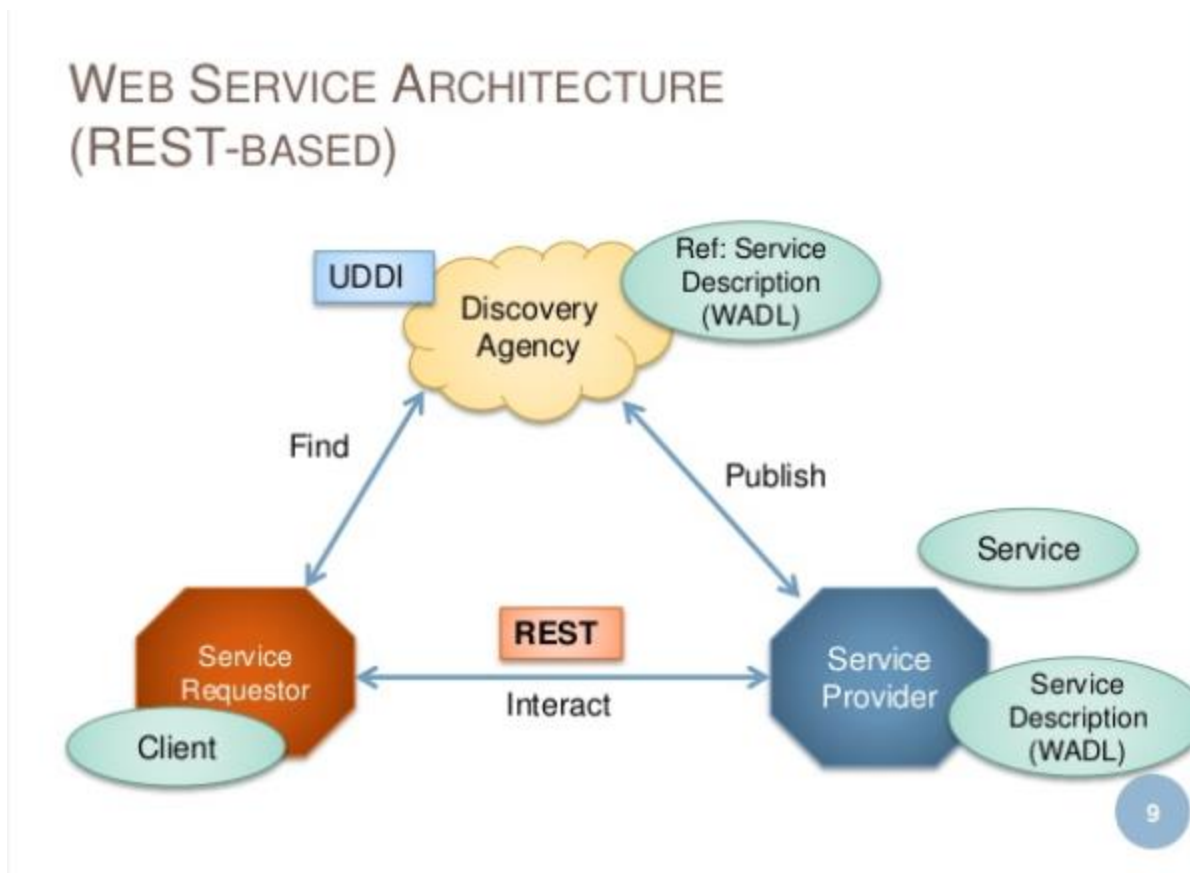 WEB SERVICE ARCHITECTURE
(REST-BASED)
UDDI
Discovery
Agency
Ref: Service
Description
(WADL)
Find
Publish
Service
Service
Requestor
Client
REST
Interact
Service
Provider
Service
Description
(WADL)
9